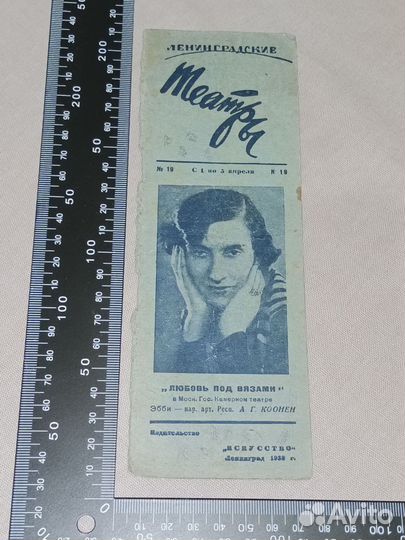 ЛЕНИНГРАДСКИЕ
Театры
№ 19 С 1 по 5 апреля № 19
„ЛЮБОВЬ ПОД ВЯЗАМИ“
в Моск. Гос. Камерном театре
Эбби — нар. арт. Респ. А. Г. КООНЕН
Издательство
„ИСКУССТВО“
Ленинград 1938 г.
Avito